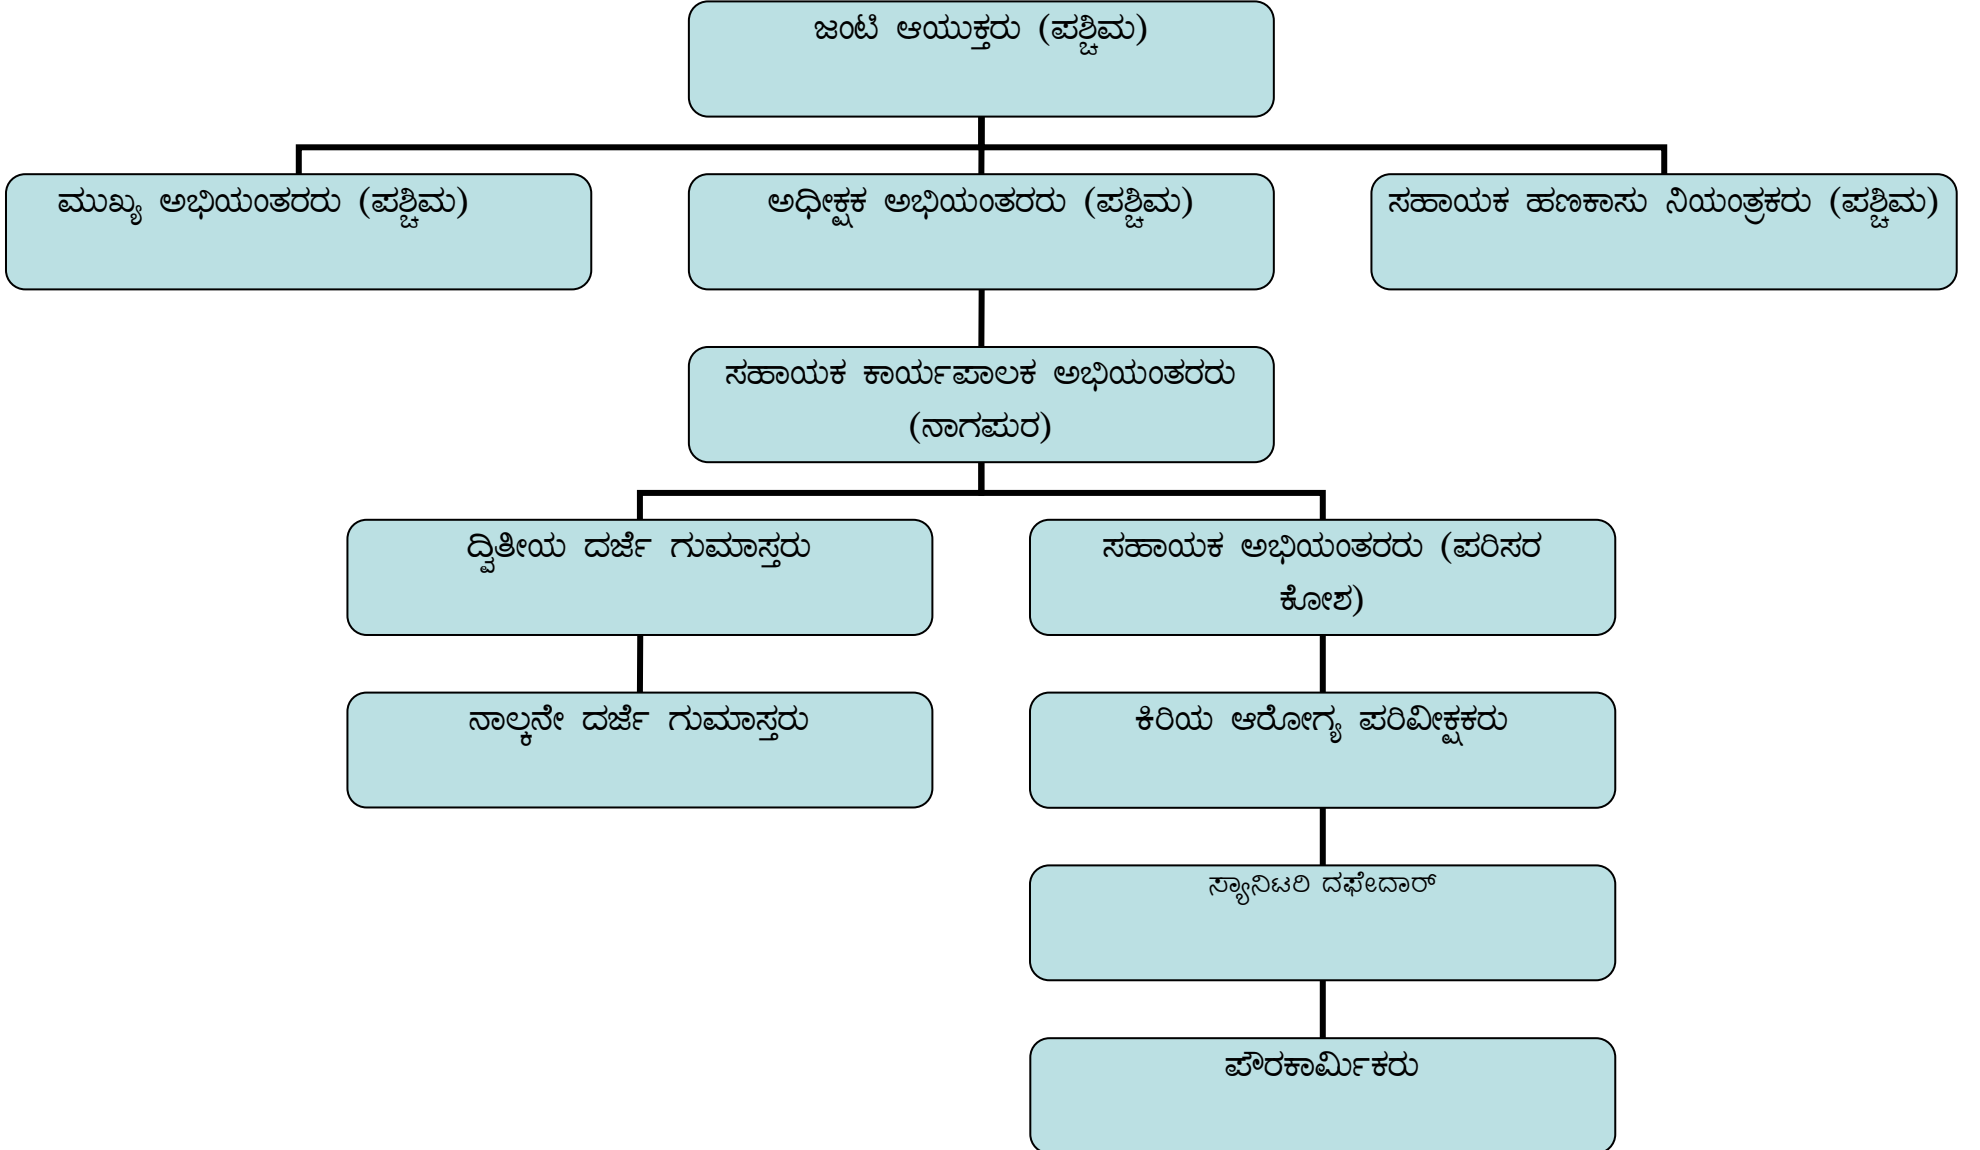 ಜಂಟಿ ಆಯುಕ್ತರು (ಪಶ್ಚಿಮ)
ಮುಖ್ಯ ಅಭಿಯಂತರರು (ಪಶ್ಚಿಮ)
ಅಧೀಕ್ಷಕ ಅಭಿಯಂತರರು (ಪಶ್ಚಿಮ)
ಸಹಾಯಕ ಹಣಕಾಸು ನಿಯಂತ್ರಕರು (ಪಶ್ಚಿಮ)
ಸಹಾಯಕ ಕಾರ್ಯಪಾಲಕ ಅಭಿಯಂತರರು
(ನಾಗಪುರ)
ದ್ವಿತೀಯ ದರ್ಜೆ ಗುಮಾಸ್ತರು
ಸಹಾಯಕ ಅಭಿಯಂತರರು (ಪರಿಸರ
ಕೋಶ)
ನಾಲ್ಕನೇ ದರ್ಜೆ ಗುಮಾಸ್ತರು
ಕಿರಿಯ ಆರೋಗ್ಯ ಪರಿವೀಕ್ಷಕರು
ಸ್ಯಾನಿಟರಿ ದಫೇದಾರ್
ಪೌರಕಾರ್ಮಿಕರು